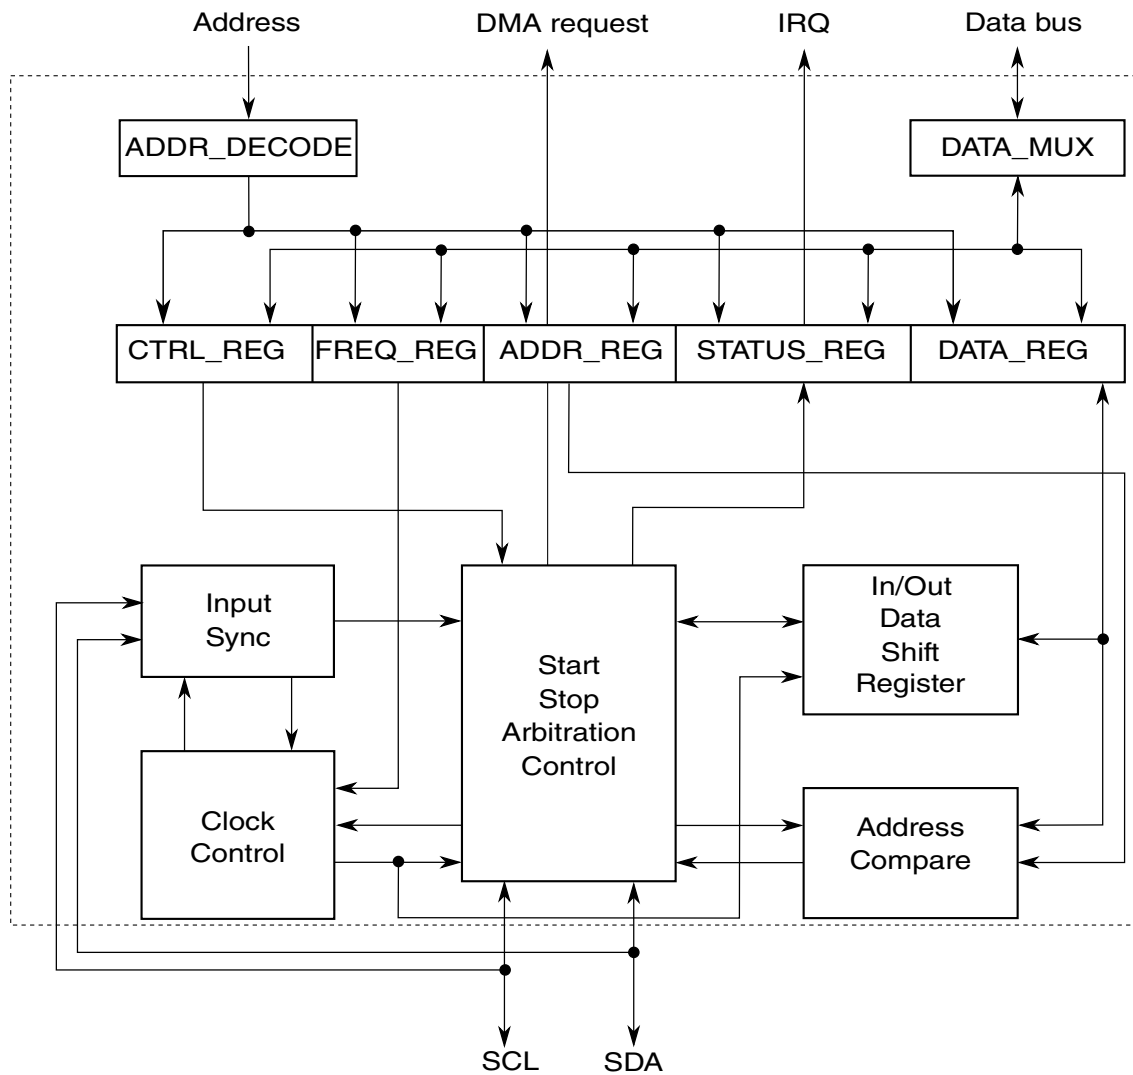 Address
DMA request
IRQ
Data bus
ADDR_DECODE
DATA_MUX
CTRL_REG
FREQ_REG
ADDR_REG
STATUS_REG
DATA_REG
Input
Sync
Start
Stop
Arbitration
Control
In/Out
Data
Shift
Register
Clock
Control
Address
Compare
SCL
SDA